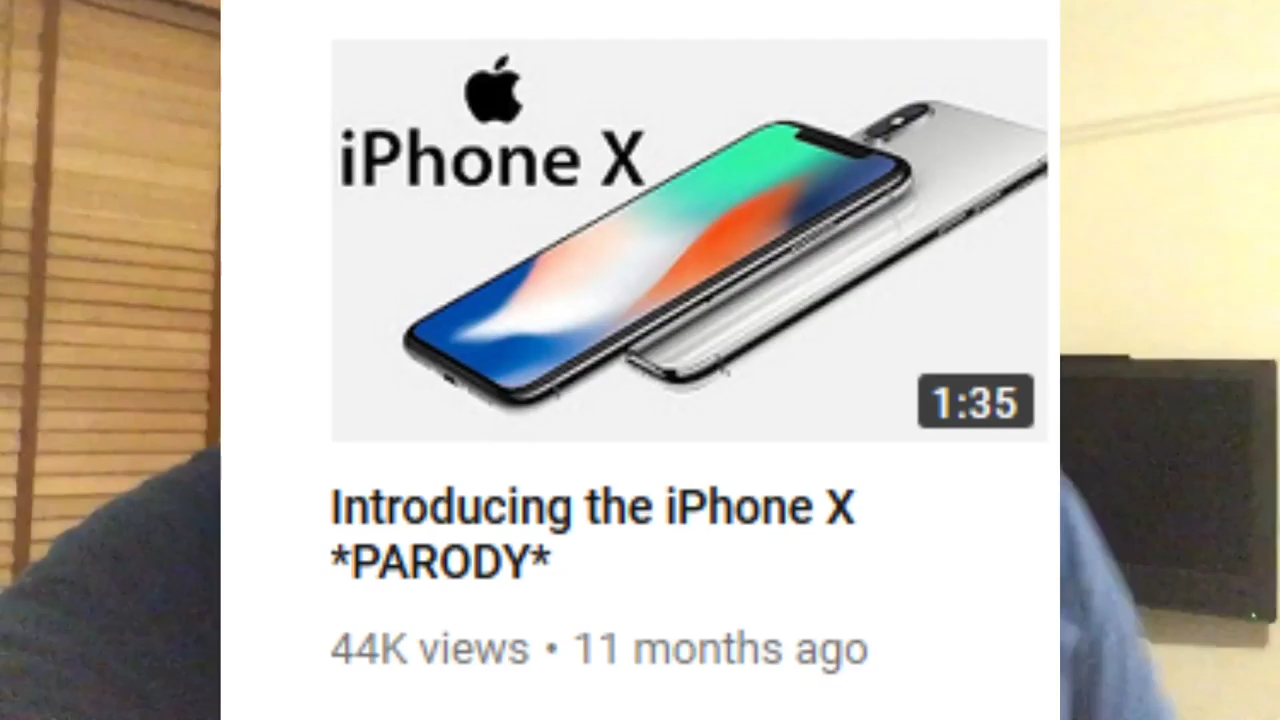 iPhone X
1:35
Introducing the iPhone X
*PARODY*
44K views • 11 months ago